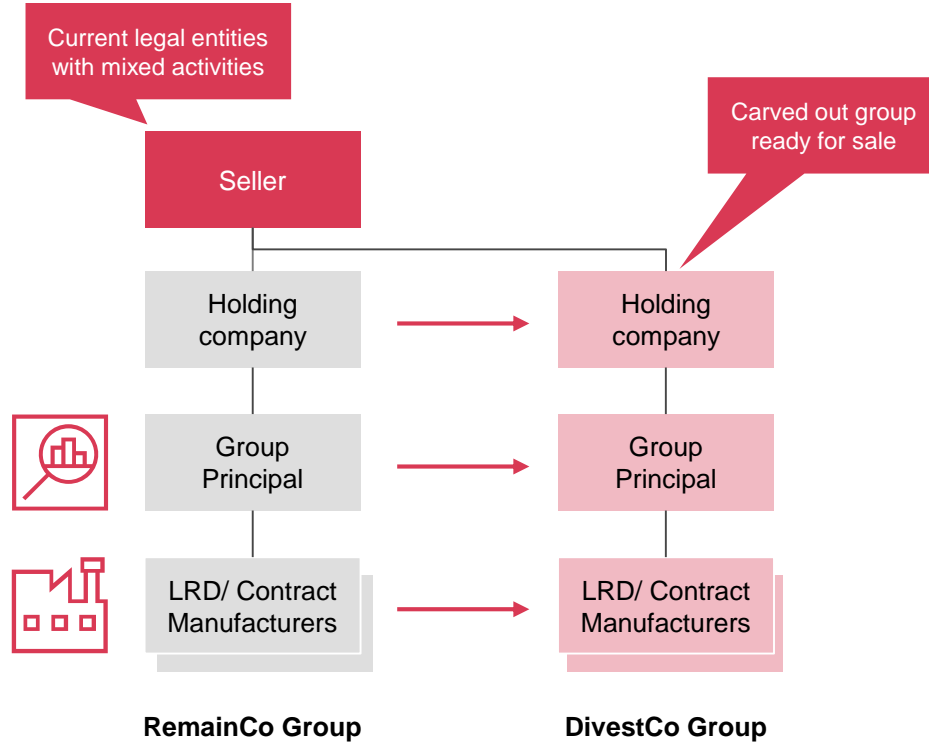 Current legal entities
with mixed activities
Carved out group
ready for sale
Seller
Holding
company
Holding
company
Group
Principal
Group
Principal
LRD/ Contract
Manufacturers
LRD/ Contract
Manufacturers
RemainCo Group
DivestCo Group